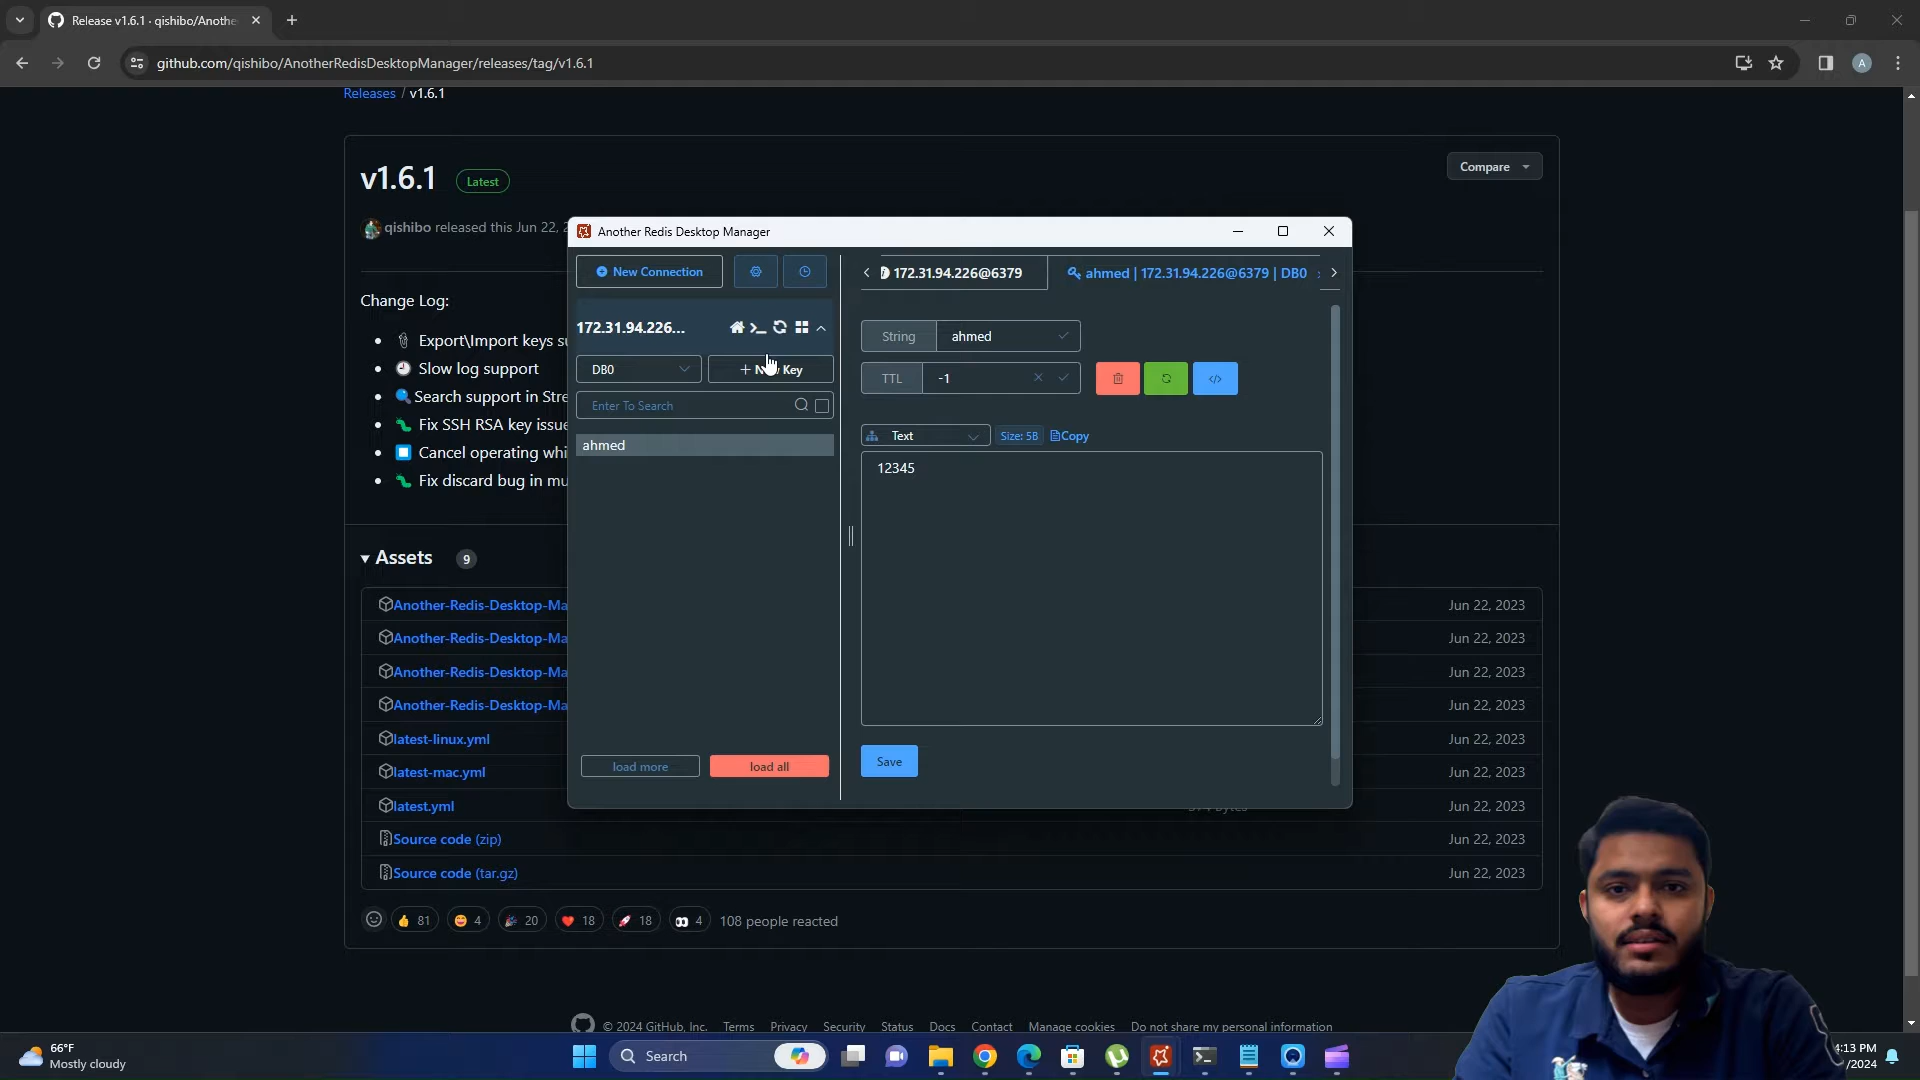 Release v1.6.1 · qishibo/Anothe
github.com/qishibo/AnotherRedisDesktopManager/releases/tag/v1.6.1
A
Releases / v1.6.1
v1.6.1
Latest
Compare
qishibo released this Jun 22, 2
Change Log:
Export\Import keys su
Slow log support
Search support in Stre
Fix SSH RSA key issue
Cancel operating whi
Fix discard bug in mu
Assets
9
Another-Redis-Desktop-Ma
Jun 22, 2023
Another-Redis-Desktop-Ma
Jun 22, 2023
Another-Redis-Desktop-Ma
Jun 22, 2023
Another-Redis-Desktop-Ma
Jun 22, 2023
latest-linux.yml
Jun 22, 2023
latest-mac.yml
Jun 22, 2023
latest.yml
Jun 22, 2023
Source code (zip)
Jun 22, 2023
Source code (tar.gz)
Jun 22, 2023
81
4
20
18
18
4
108 people reacted
© 2024 GitHub, Inc.
Terms
Privacy
Security
Status
Docs
Contact
Manage cookies
Do not share my personal information
Another Redis Desktop Manager
New Connection
172.31.94.226...
DB0
+ N Key
Enter To Search
ahmed
load more
load all
172.31.94.226@6379
ahmed | 172.31.94.226@6379 | DB0
String
ahmed
TTL
-1
Text
Size: 5B
Copy
12345
Save
66°F
Mostly cloudy
Search
4:13 PM
/2024